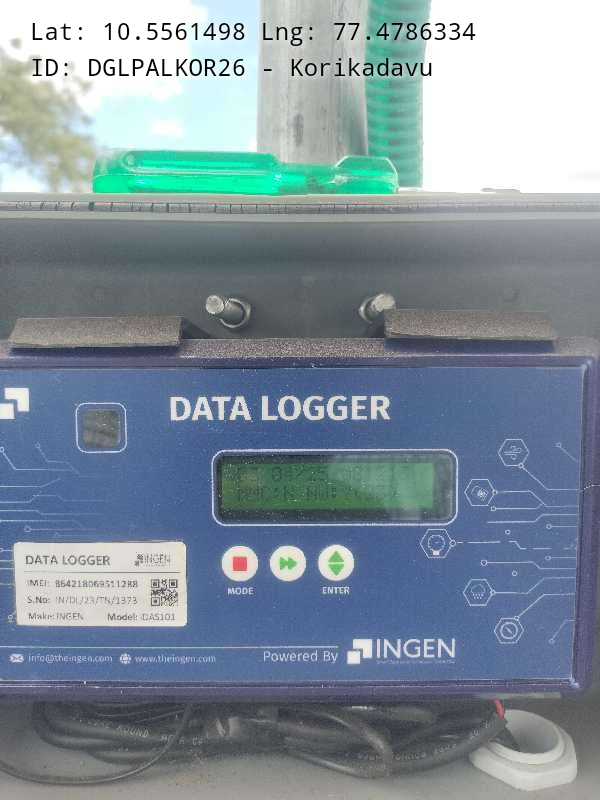 Lat: 10.5561498 Lng: 77.4786334
ID: DGLPALKOR26 - Korikadavu
DATA LOGGER
DATA LOGGER
INGEN
IMEI: 864218069511288
S.No: IN/DL/23/TN/1373
Make: INGEN Model: IDAS101
MODE
ENTER
info@theingen.com www.theingen.com
Powered By INGEN